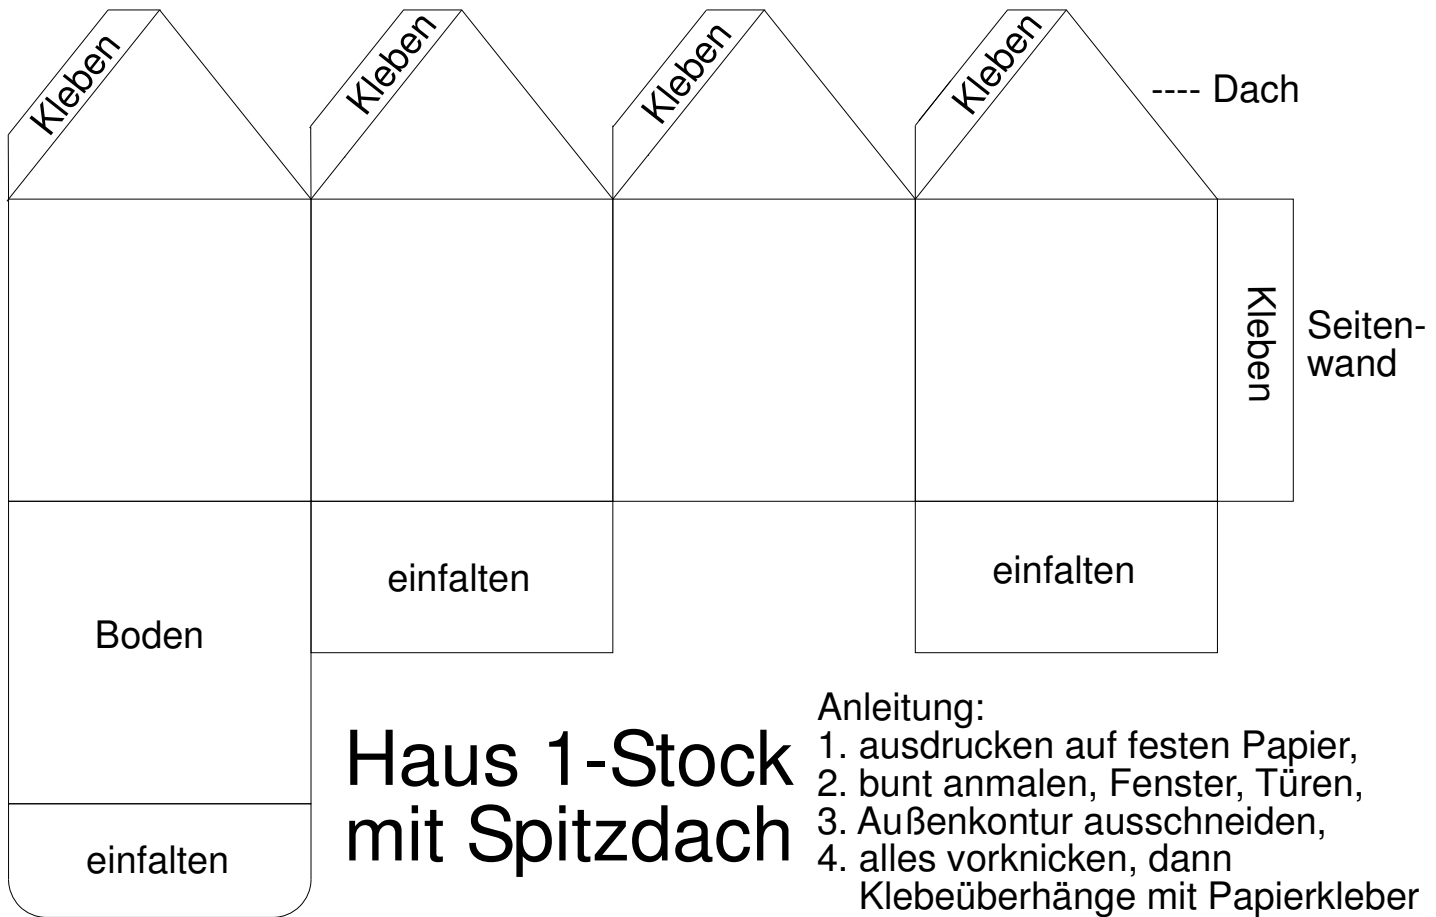 Kleben
Kleben
Kleben
Kleben
---- Dach
Kleben
Seiten-
wand
einfalten
einfalten
Boden
einfalten
Haus 1-Stock
mit Spitzdach
Anleitung:
1. ausdrucken auf festen Papier,
2. bunt anmalen, Fenster, Türen,
3. Außenkontur ausschneiden,
4. alles vorknicken, dann
Klebeüberhänge mit Papierkleber